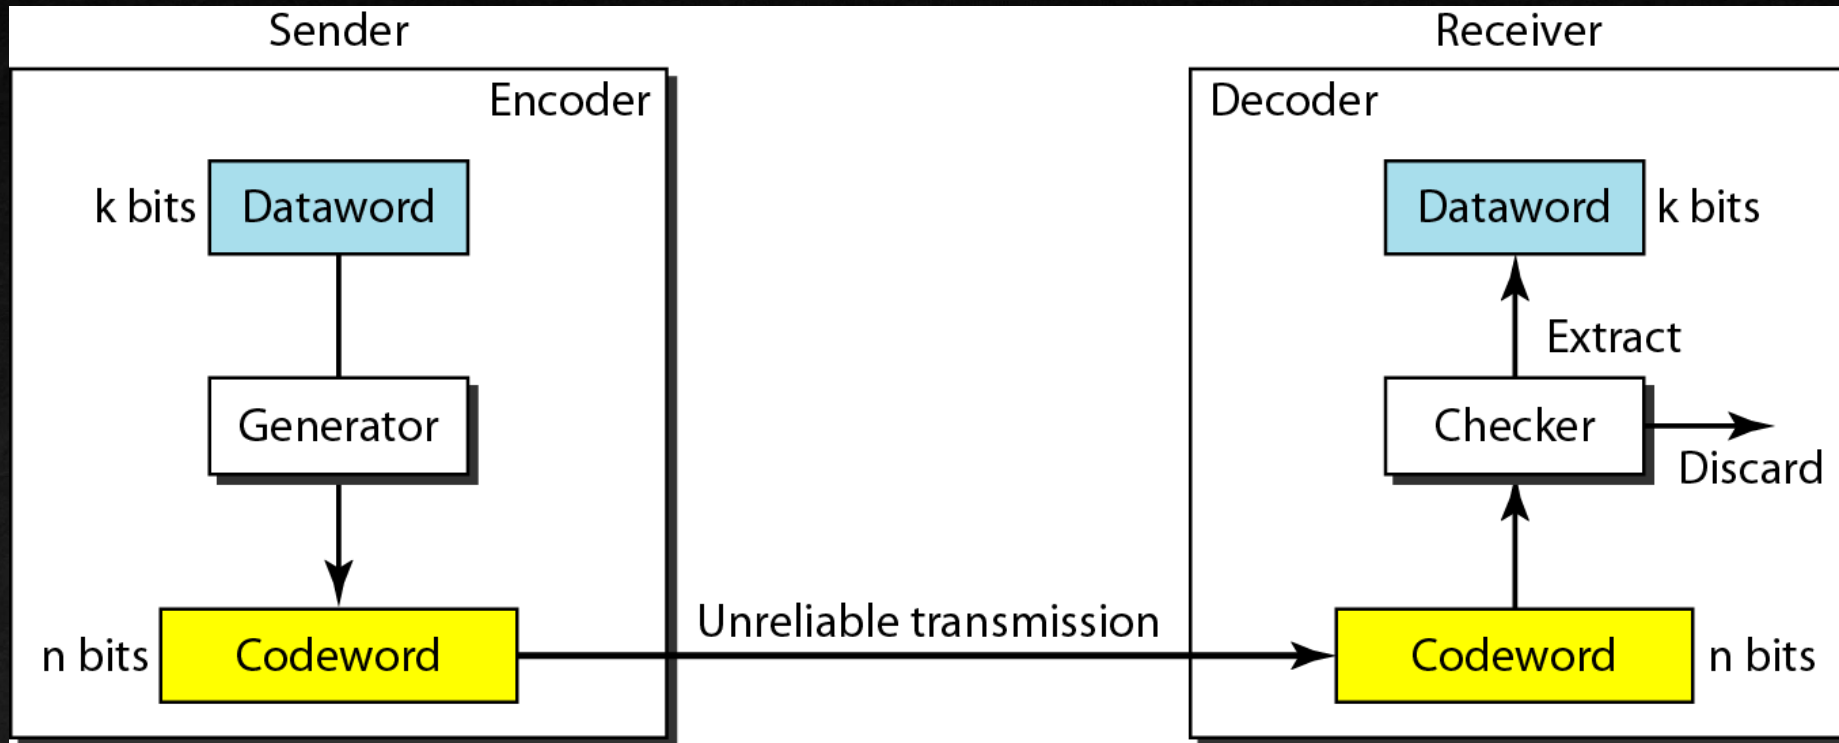 Sender
Receiver
Encoder
Decoder
k bits
Dataword
Dataword
k bits
Extract
Generator
Checker
Discard
Unreliable transmission
n bits
Codeword
Codeword
n bits